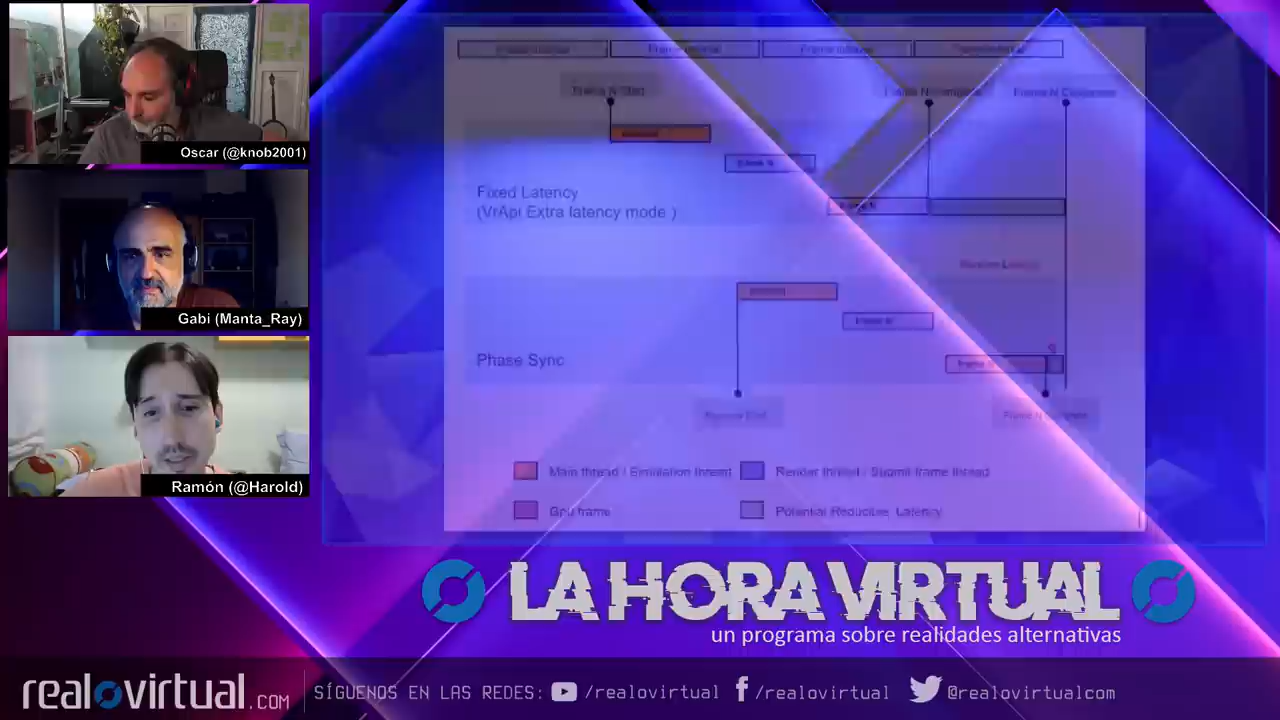 Oscar (@knob2001)
Gabi (Manta_Ray)
Ramón (@Harold)
Frame N Start
Fixed Latency
(VrApi Extra latency mode )
Phase Sync
Main thread / Simulation thread
Render thread / Submit frame thread
Gpu frame
Potential Reducible Latency
LA HORA VIRTUAL
un programa sobre realidades alternativas
realovirtual.com
SÍGUENOS EN LAS REDES:
/realovirtual
/realovirtual
@realovirtualcom